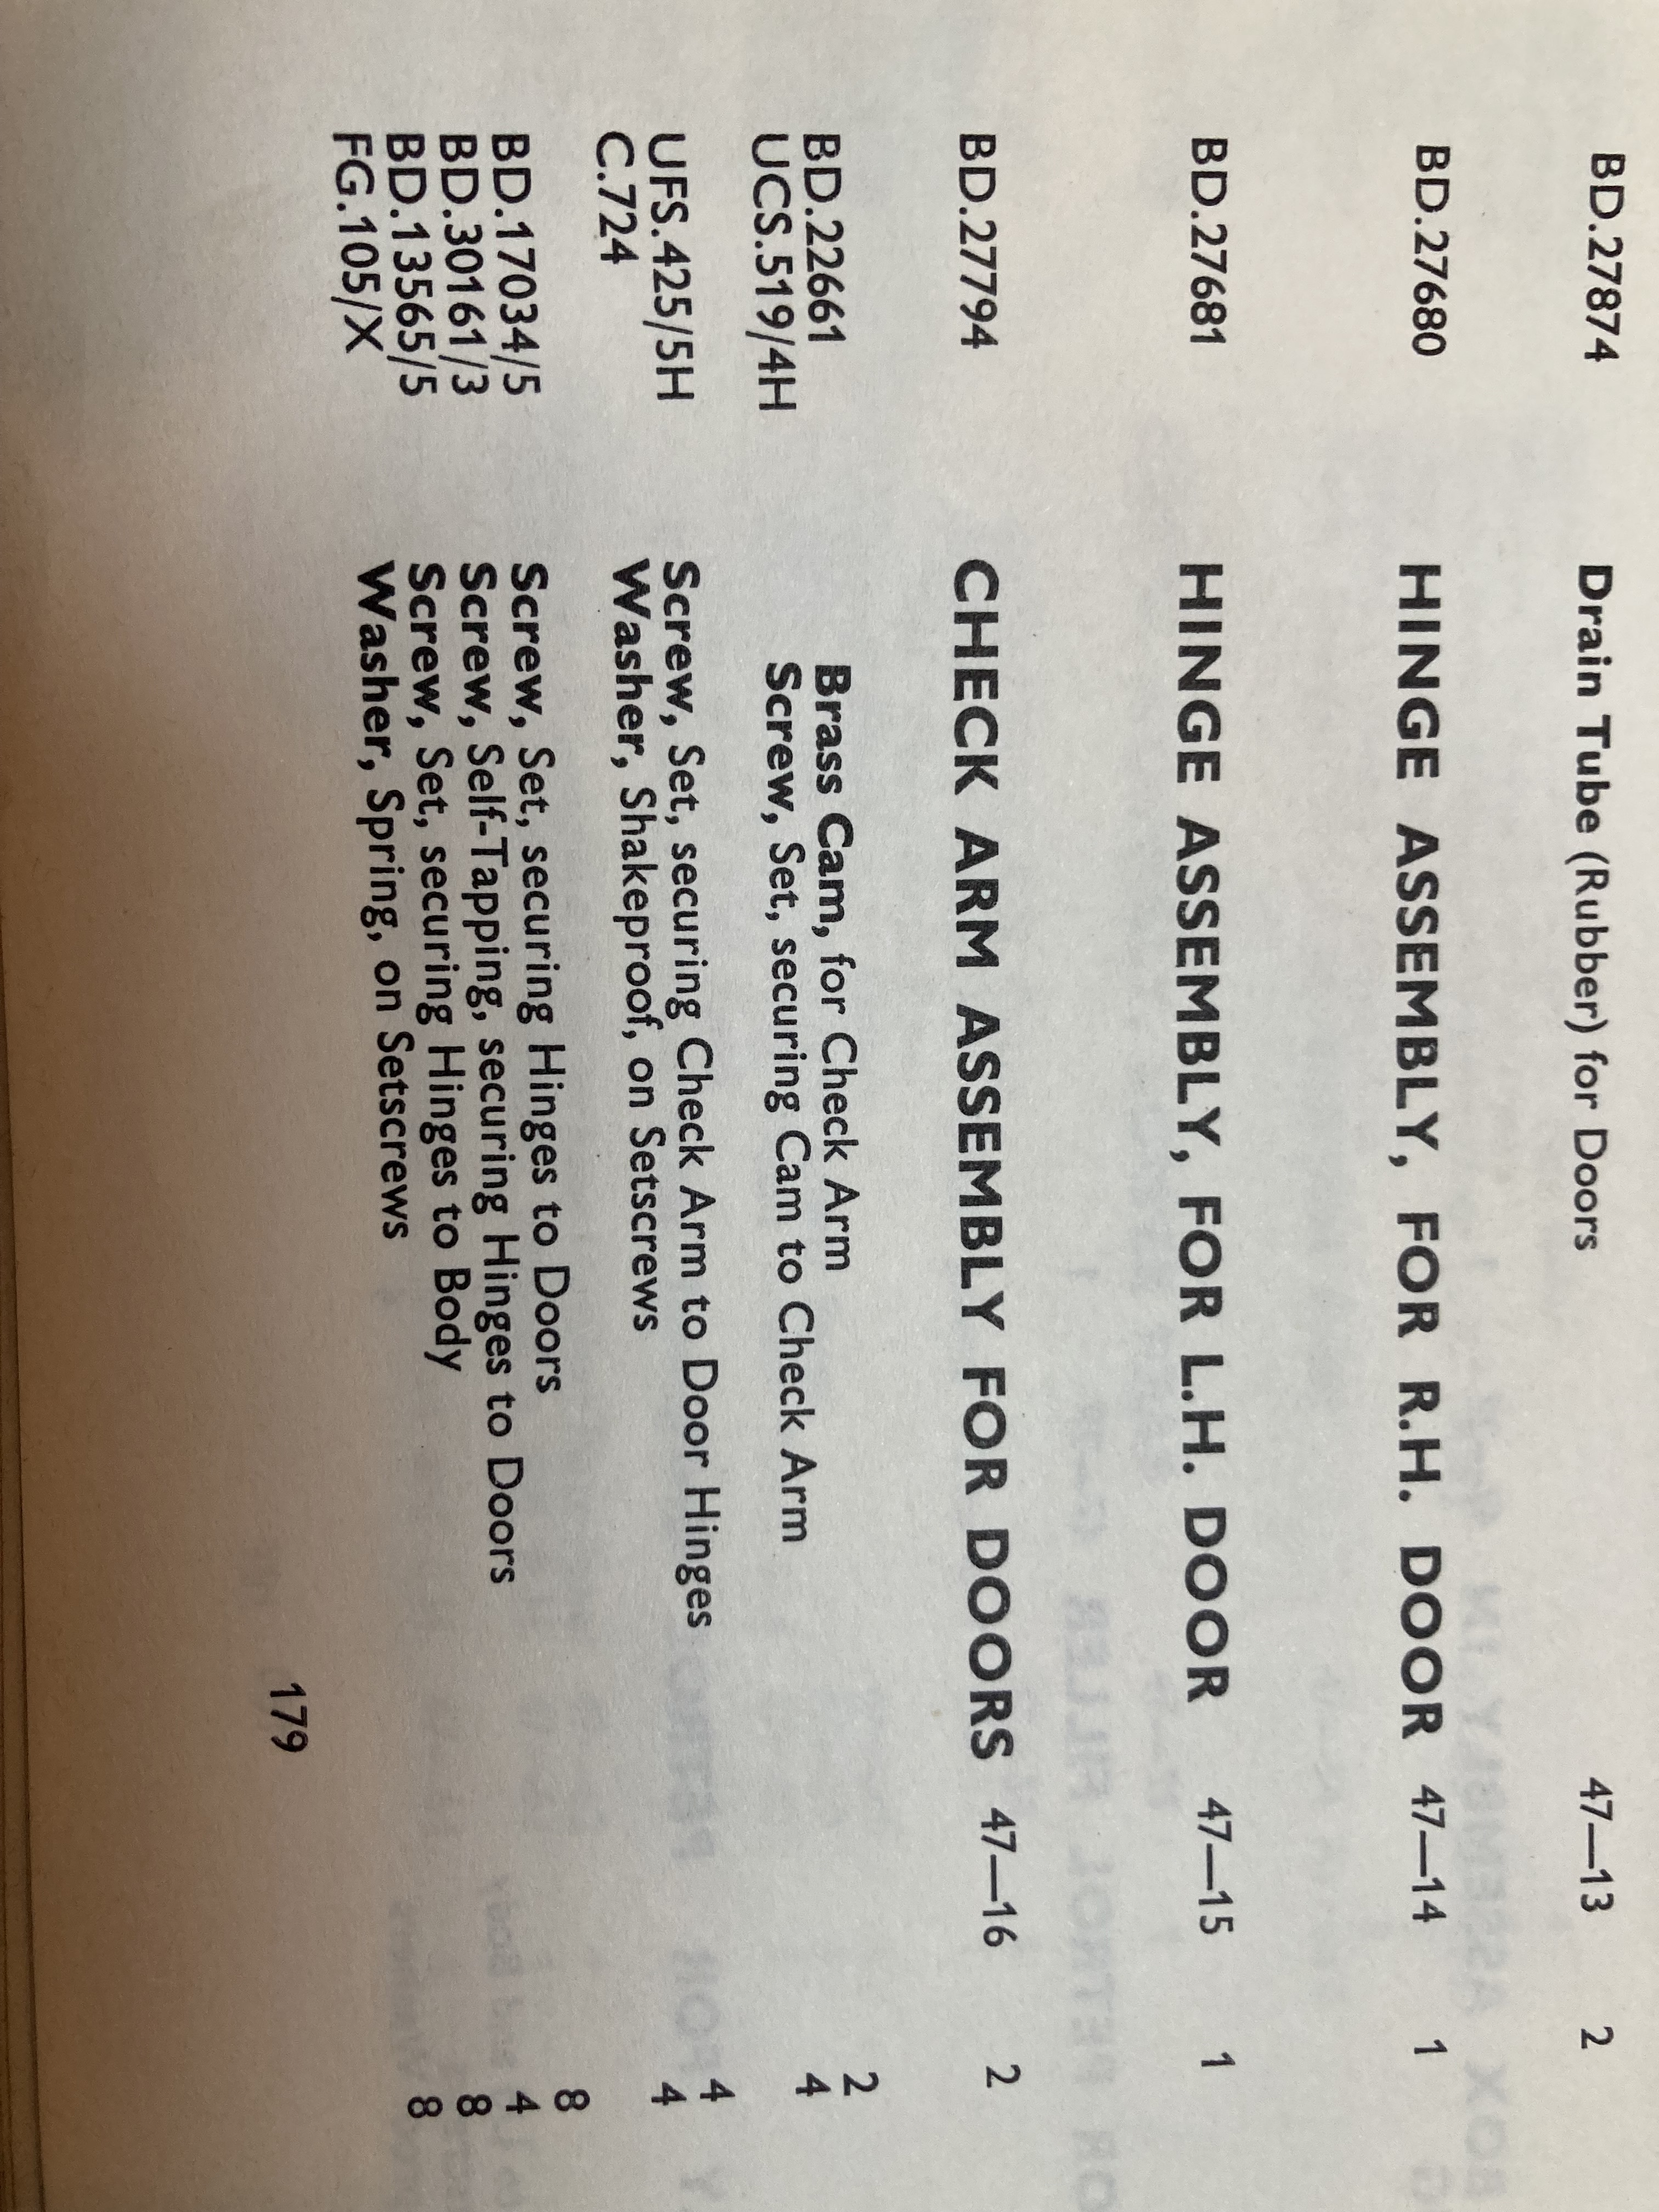 BD.27874 Drain Tube (Rubber) for Doors 47—13 2
BD.27680 HINGE ASSEMBLY, FOR R.H. DOOR 47—14 1
BD.27681 HINGE ASSEMBLY, FOR L.H. DOOR 47—15 1
BD.27794 CHECK ARM ASSEMBLY FOR DOORS 47—16 2
BD.22661 Brass Cam, for Check Arm 2
UCS.519/4H Screw, Set, securing Cam to Check Arm 4
UFS.425/5H Screw, Set, securing Check Arm to Door Hinges 4
C.724 Washer, Shakeproof, on Setscrews 4
BD.17034/5 Screw, Set, securing Hinges to Doors 8
BD.30161/3 Screw, Self-Tapping, securing Hinges to Doors 4
BD.13565/5 Screw, Set, securing Hinges to Body 8
FG.105/X Washer, Spring, on Setscrews 8
179